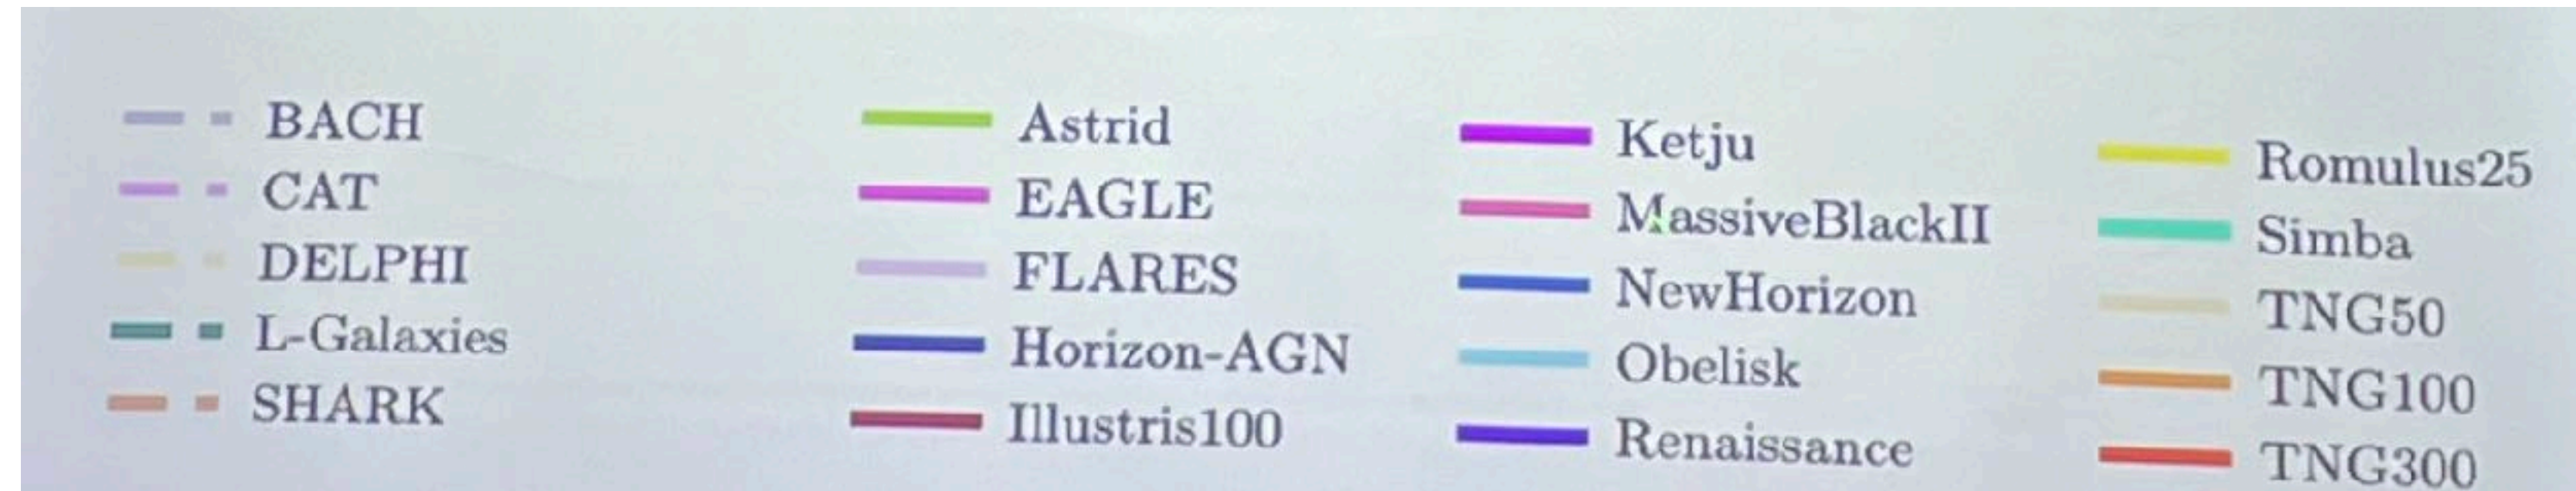 BACH
CAT
DELPHI
L-Galaxies
SHARK
Astrid
EAGLE
FLARES
Horizon-AGN
Illustris100
Ketju
MassiveBlackII
NewHorizon
Obelisk
Renaissance
Romulus25
Simba
TNG50
TNG100
TNG300